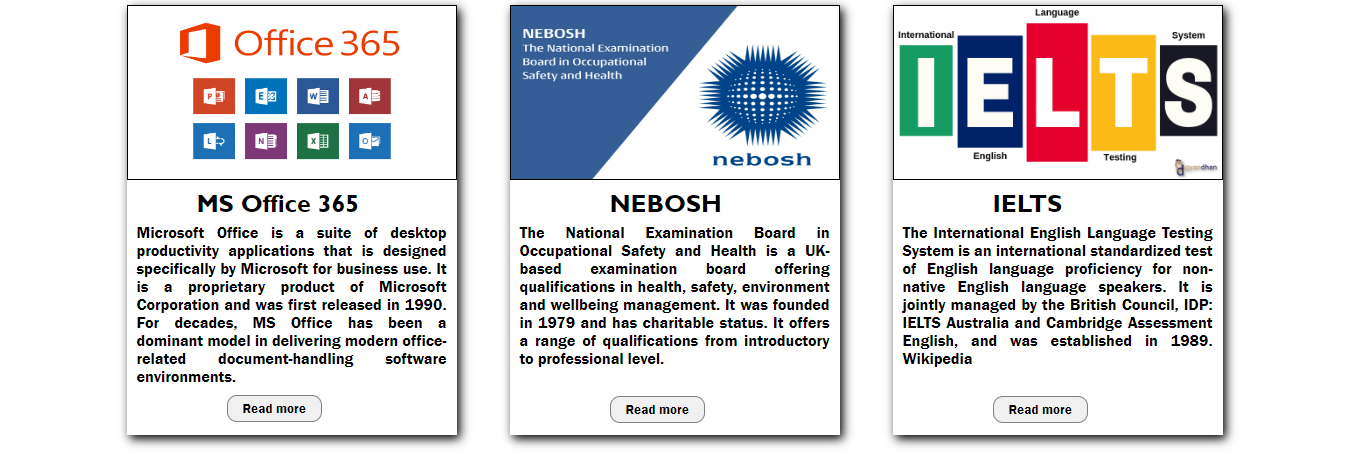 Office 365
P
E
W
A
L
N
X
O
MS Office 365
Microsoft Office is a suite of desktop
productivity applications that is designed
specifically by Microsoft for business use. It
is a proprietary product of Microsoft
Corporation and was first released in 1990.
For decades, MS Office has been a
dominant model in delivering modern office-
related document-handling software
environments.
Read more
NEBOSH
The National Examination
Board in Occupational
Safety and Health
nebosh
NEBOSH
The National Examination Board in
Occupational Safety and Health is a UK-
based examination board offering
qualifications in health, safety, environment
and wellbeing management. It was founded
in 1979 and has charitable status. It offers
a range of qualifications from introductory
to professional level.
Read more
Language
International
System
IELTS
English
Testing
gyandhan
IELTS
The International English Language Testing
System is an international standardized test
of English language proficiency for non-
native English language speakers. It is
jointly managed by the British Council, IDP:
IELTS Australia and Cambridge Assessment
English, and was established in 1989.
Wikipedia
Read more